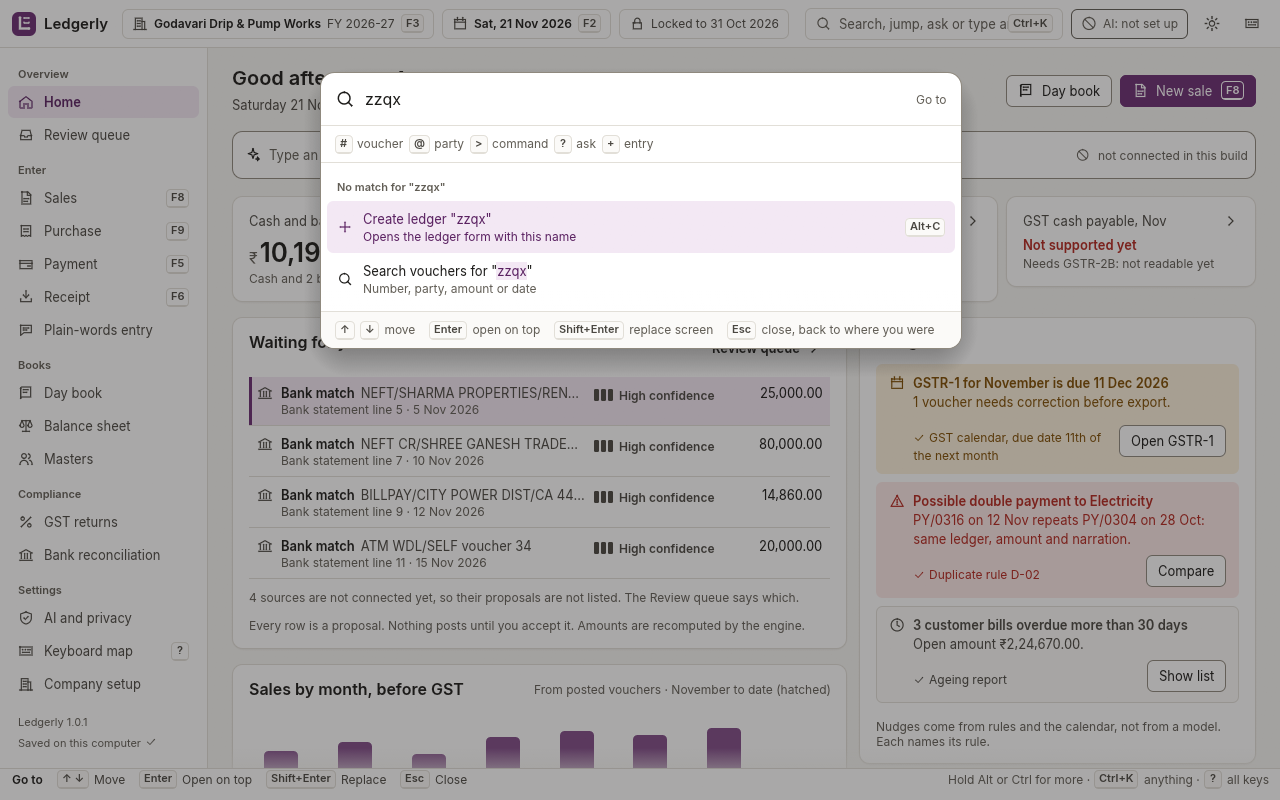 Ledgerly
Godavari Drip & Pump Works FY 2026-27 F3
Sat, 21 Nov 2026 F2
Locked to 31 Oct 2026
Search, jump, ask or type a Ctrl+K
AI: not set up
Overview
Home
Review queue
Enter
Sales F8
Purchase F9
Payment F5
Receipt F6
Plain-words entry
Books
Day book
Balance sheet
Masters
Compliance
GST returns
Bank reconciliation
Settings
AI and privacy
Keyboard map ?
Company setup
Ledgerly 1.0.1
Saved on this computer
Good afte
Saturday 21 No
Day book
New sale F8
Type an
not connected in this build
Cash and b
₹10,19
Cash and 2 b
GST cash payable, Nov
Not supported yet
Needs GSTR-2B: not readable yet
zzqx Go to
# voucher @ party > command ? ask + entry
No match for "zzqx"
Create ledger "zzqx" Alt+C
Opens the ledger form with this name
Search vouchers for "zzqx"
Number, party, amount or date
↑ ↓ move Enter open on top Shift+Enter replace screen Esc close, back to where you were
Waiting
Review queue
Bank match NEFT/SHARMA PROPERTIES/REN... High confidence 25,000.00
Bank statement line 5 · 5 Nov 2026
Bank match NEFT CR/SHREE GANESH TRADE... High confidence 80,000.00
Bank statement line 7 · 10 Nov 2026
Bank match BILLPAY/CITY POWER DIST/CA 44... High confidence 14,860.00
Bank statement line 9 · 12 Nov 2026
Bank match ATM WDL/SELF voucher 34 High confidence 20,000.00
Bank statement line 11 · 15 Nov 2026
4 sources are not connected yet, so their proposals are not listed. The Review queue says which.
Every row is a proposal. Nothing posts until you accept it. Amounts are recomputed by the engine.
Sales by month, before GST From posted vouchers · November to date (hatched)
GSTR-1 for November is due 11 Dec 2026
1 voucher needs correction before export.
✓ GST calendar, due date 11th of
the next month
Open GSTR-1
Possible double payment to Electricity
PY/0316 on 12 Nov repeats PY/0304 on 28 Oct:
same ledger, amount and narration.
✓ Duplicate rule D-02
Compare
3 customer bills overdue more than 30 days
Open amount ₹2,24,670.00.
✓ Ageing report
Show list
Nudges come from rules and the calendar, not from a model.
Each names its rule.
Go to ↑↓ Move Enter Open on top Shift+Enter Replace Esc Close
Hold Alt or Ctrl for more · Ctrl+K anything · ? all keys